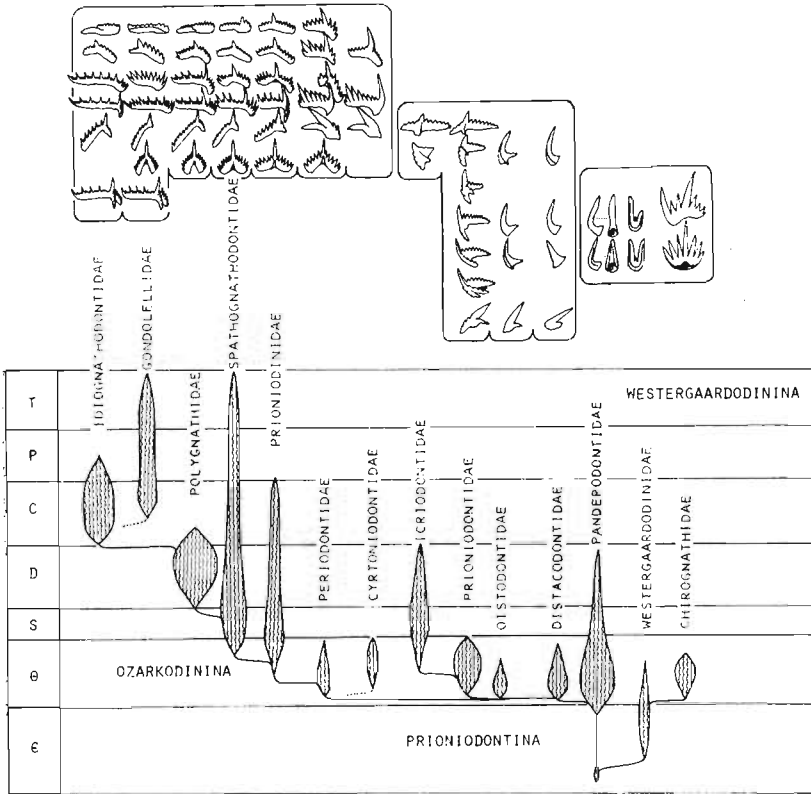 IDIOGNATHODONTIDAE
GONDOLELLIDAE
POLYGNATHIDAE
SPATHOGNATHODONTIDAE
PRIONIODINIDAE
PERIODONTIDAE
CYRTONIODONTIDAE
ICRIODONTIDAE
PRIONIODONTIDAE
OISTODONTIDAE
DISTACODONTIDAE
PANDERODONTIDAE
WESTERGAARDODINIDAE
CHIROGNATHIDAE
WESTERGAARDODININA
T
P
C
D
S
Θ
OZARKODININA
Є
PRIONIODONTINA